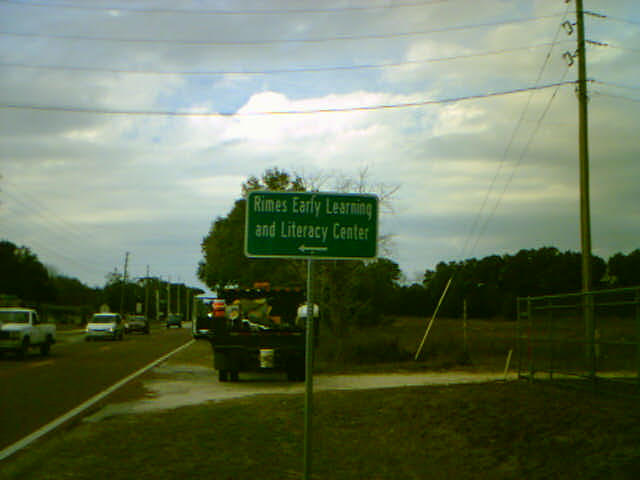 Rimes Early Learning
and Literacy Center